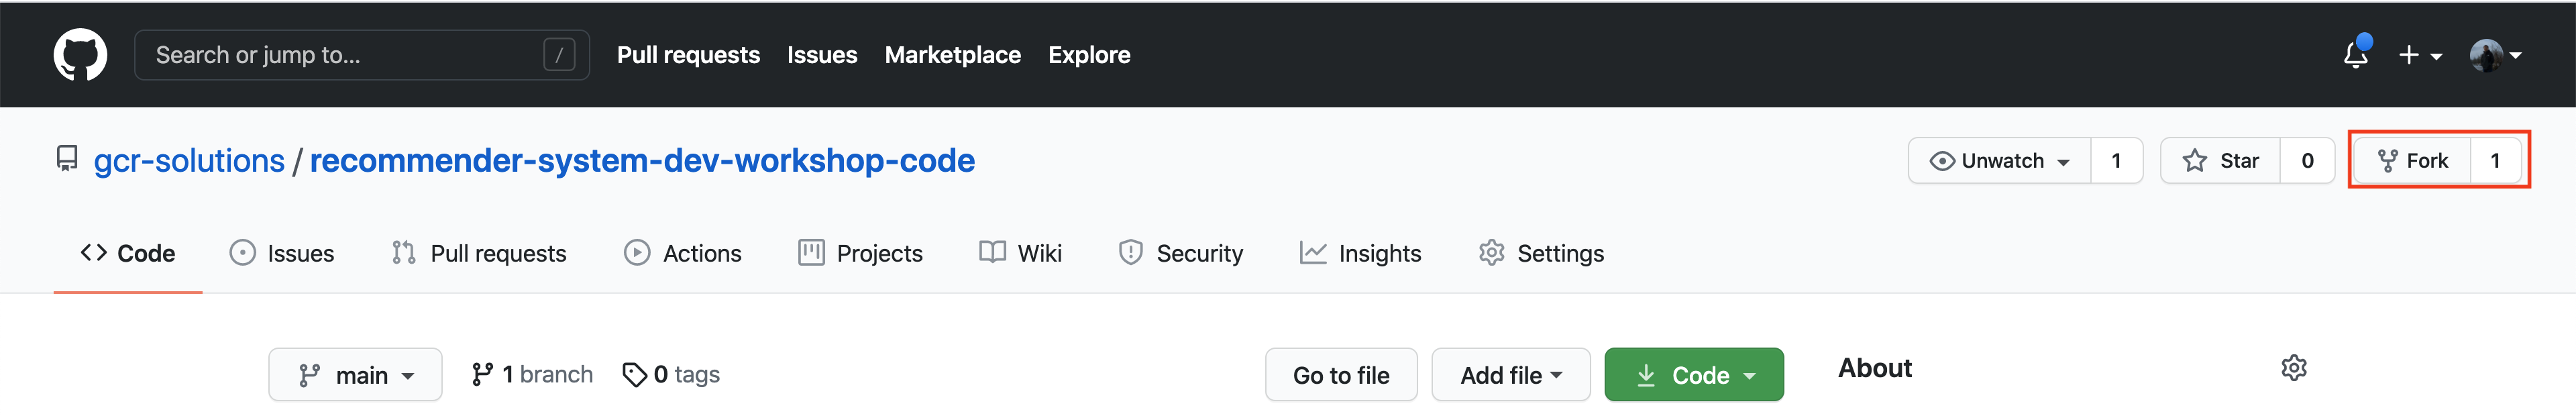 Search or jump to... / Pull requests Issues Marketplace Explore
gcr-solutions / recommender-system-dev-workshop-code Unwatch 1 Star 0 Fork 1
Code Issues Pull requests Actions Projects Wiki Security Insights Settings
main 1 branch 0 tags Go to file Add file Code About